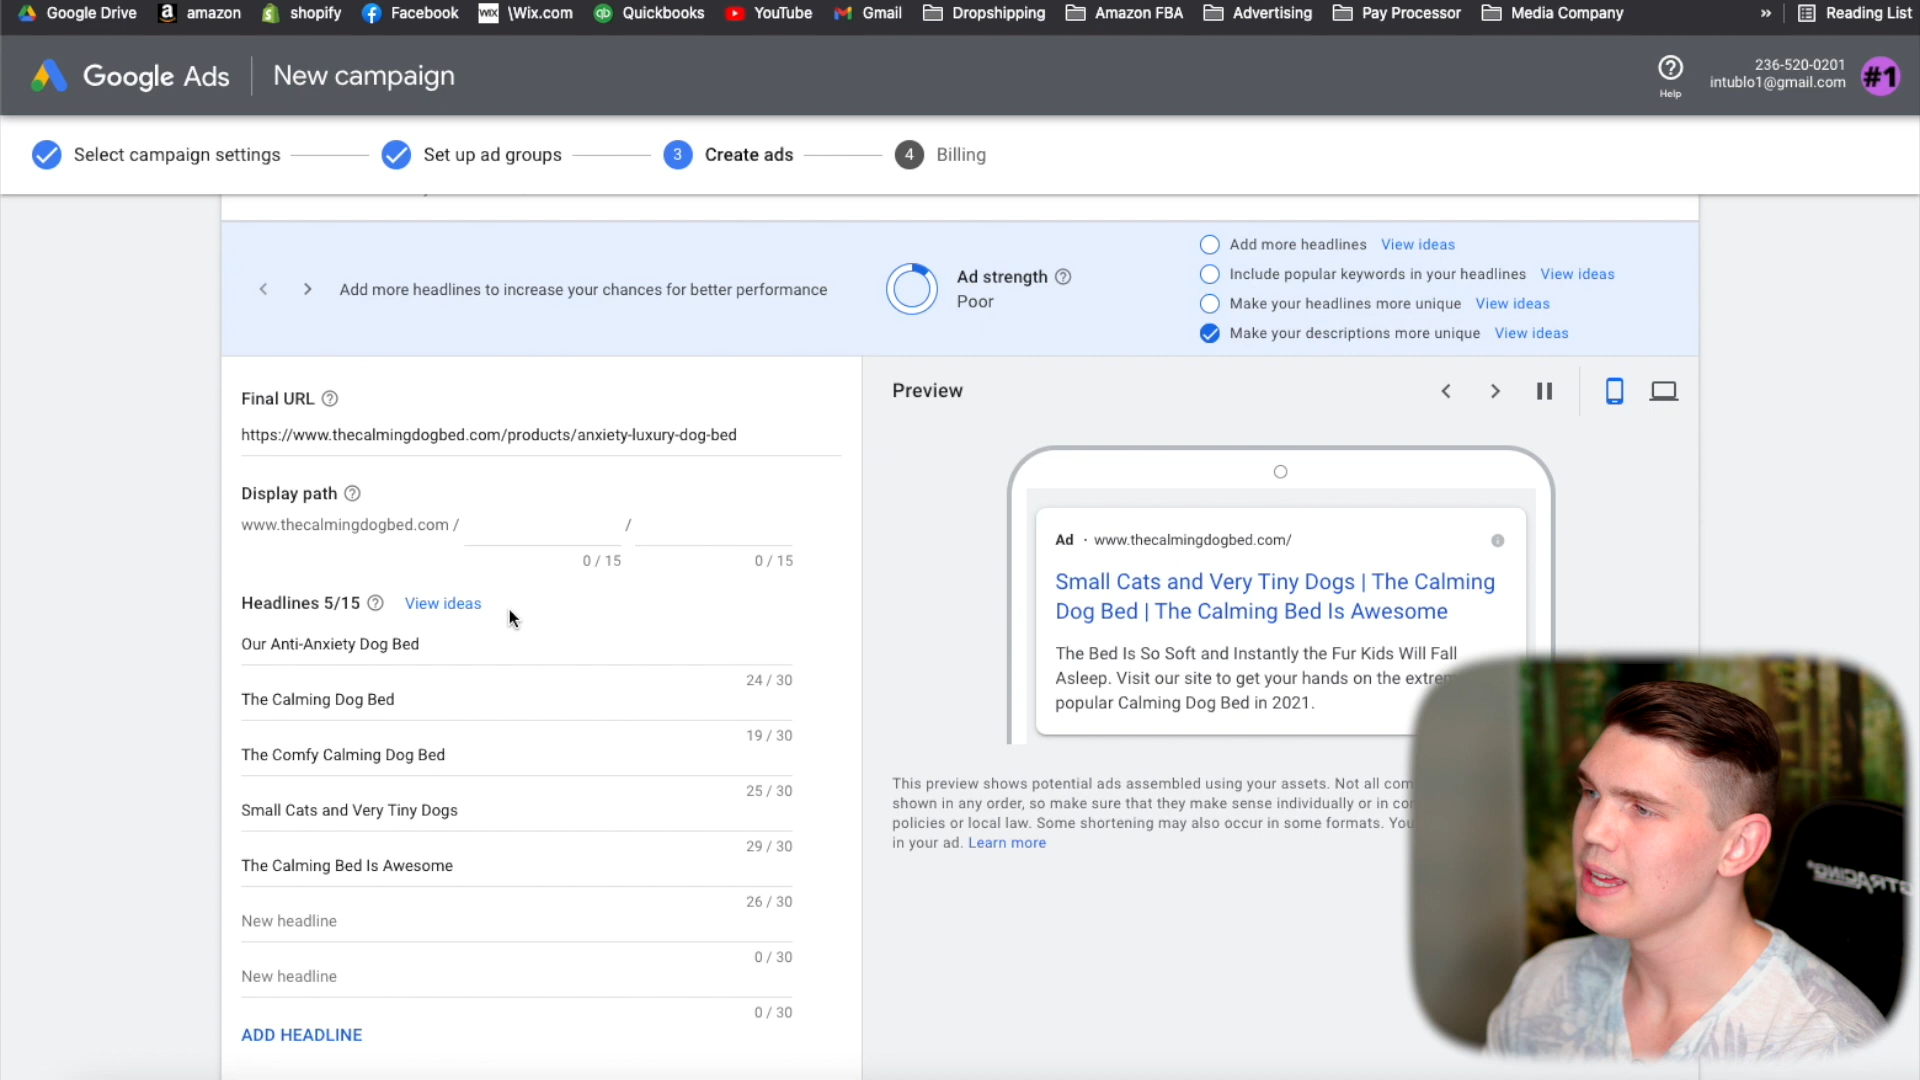 Google Drive amazon shopify Facebook WIX \Wix.com Quickbooks YouTube Gmail Dropshipping Amazon FBA Advertising Pay Processor Media Company » Reading List
Google Ads New campaign
Help
236-520-0201
intublo1@gmail.com
#1
Select campaign settings
Set up ad groups
3 Create ads
4 Billing
Add more headlines to increase your chances for better performance
Ad strength
Poor
Add more headlines View ideas
Include popular keywords in your headlines View ideas
Make your headlines more unique View ideas
Make your descriptions more unique View ideas
Final URL
https://www.thecalmingdogbed.com/products/anxiety-luxury-dog-bed
Display path
www.thecalmingdogbed.com / /
0 / 15 0 / 15
Headlines 5/15 View ideas
Our Anti-Anxiety Dog Bed
24 / 30
The Calming Dog Bed
19 / 30
The Comfy Calming Dog Bed
25 / 30
Small Cats and Very Tiny Dogs
29 / 30
The Calming Bed Is Awesome
26 / 30
New headline
0 / 30
New headline
0 / 30
ADD HEADLINE
Preview
Ad · www.thecalmingdogbed.com/
Small Cats and Very Tiny Dogs | The Calming
Dog Bed | The Calming Bed Is Awesome
The Bed Is So Soft and Instantly the Fur Kids Will Fall
Asleep. Visit our site to get your hands on the extre
popular Calming Dog Bed in 2021.
This preview shows potential ads assembled using your assets. Not all com
shown in any order, so make sure that they make sense individually or in co
policies or local law. Some shortening may also occur in some formats. You
in your ad. Learn more